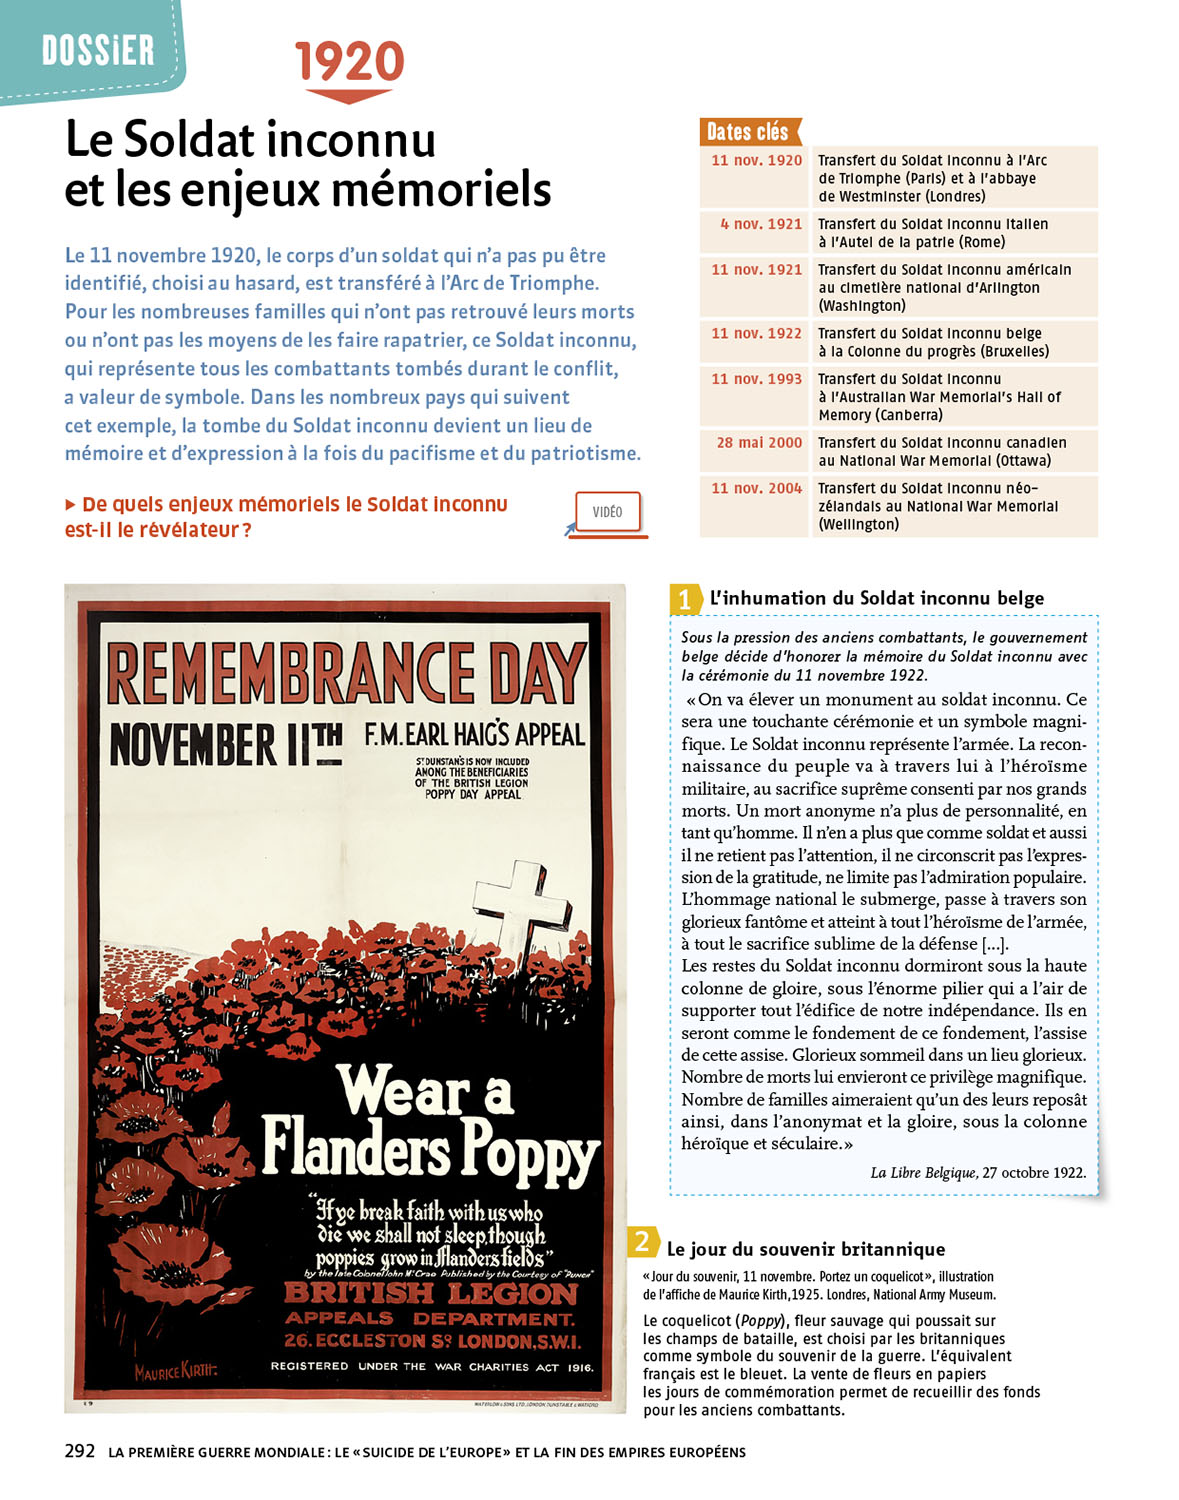 DOSSiER
1920
Le Soldat inconnu
et les enjeux mémoriels
Le 11 novembre 1920, le corps d’un soldat qui n’a pas pu être
identifié, choisi au hasard, est transféré à l’Arc de Triomphe.
Pour les nombreuses familles qui n’ont pas retrouvé leurs morts
ou n’ont pas les moyens de les faire rapatrier, ce Soldat inconnu,
qui représente tous les combattants tombés durant le conflit,
a valeur de symbole. Dans les nombreux pays qui suivent
cet exemple, la tombe du Soldat inconnu devient un lieu de
mémoire et d’expression à la fois du pacifisme et du patriotisme.
▶ De quels enjeux mémoriels le Soldat inconnu
est-il le révélateur ?
VIDÉO
Dates clés
11 nov. 1920 Transfert du Soldat inconnu à l’Arc
de Triomphe (Paris) et à l’abbaye
de Westminster (Londres)
4 nov. 1921 Transfert du Soldat inconnu italien
à l’Autel de la patrie (Rome)
11 nov. 1921 Transfert du Soldat inconnu américain
au cimetière national d’Arlington
(Washington)
11 nov. 1922 Transfert du Soldat inconnu belge
à la Colonne du progrès (Bruxelles)
11 nov. 1993 Transfert du Soldat inconnu
à l’Australian War Memorial’s Hall of
Memory (Canberra)
28 mai 2000 Transfert du Soldat inconnu canadien
au National War Memorial (Ottawa)
11 nov. 2004 Transfert du Soldat inconnu néo-
zélandais au National War Memorial
(Wellington)
REMEMBRANCE DAY
NOVEMBER 11TH F.M. EARL HAIG'S APPEAL
ST DUNSTAN'S IS NOW INCLUDED
AMONG THE BENEFICIARIES
OF THE BRITISH LEGION
POPPY DAY APPEAL
Wear a
Flanders Poppy
"If ye break faith with us who
die we shall not sleep, though
poppies grow in flanders fields"
by the late Colonel John McCrae Published by the Courtesy of "PUNCH"
BRITISH LEGION
APPEALS DEPARTMENT.
26. ECCLESTON SQ LONDON, S.W.1.
MAURICE KIRTH.
REGISTERED UNDER THE WAR CHARITIES ACT 1916.
19
WATERLOW & SONS LTD, LONDON, DUNSTABLE & WATFORD
1 L’inhumation du Soldat inconnu belge
Sous la pression des anciens combattants, le gouvernement
belge décide d’honorer la mémoire du Soldat inconnu avec
la cérémonie du 11 novembre 1922.
« On va élever un monument au soldat inconnu. Ce
sera une touchante cérémonie et un symbole magni-
fique. Le Soldat inconnu représente l’armée. La recon-
naissance du peuple va à travers lui à l’héroïsme
militaire, au sacrifice suprême consenti par nos grands
morts. Un mort anonyme n’a plus de personnalité, en
tant qu’homme. Il n’en a plus que comme soldat et aussi
il ne retient pas l’attention, il ne circonscrit pas l’expres-
sion de la gratitude, ne limite pas l’admiration populaire.
L’hommage national le submerge, passe à travers son
glorieux fantôme et atteint à tout l’héroïsme de l’armée,
à tout le sacrifice sublime de la défense [...].
Les restes du Soldat inconnu dormiront sous la haute
colonne de gloire, sous l’énorme pilier qui a l’air de
supporter tout l’édifice de notre indépendance. Ils en
seront comme le fondement de ce fondement, l’assise
de cette assise. Glorieux sommeil dans un lieu glorieux.
Nombre de morts lui envieront ce privilège magnifique.
Nombre de familles aimeraient qu’un des leurs reposât
ainsi, dans l’anonymat et la gloire, sous la colonne
héroïque et séculaire. »
La Libre Belgique, 27 octobre 1922.
2 Le jour du souvenir britannique
« Jour du souvenir, 11 novembre. Portez un coquelicot », illustration
de l’affiche de Maurice Kirth,1925. Londres, National Army Museum.
Le coquelicot (Poppy), fleur sauvage qui poussait sur
les champs de bataille, est choisi par les britanniques
comme symbole du souvenir de la guerre. L’équivalent
français est le bleuet. La vente de fleurs en papiers
les jours de commémoration permet de recueillir des fonds
pour les anciens combattants.
292 LA PREMIÈRE GUERRE MONDIALE : LE « SUICIDE DE L’EUROPE » ET LA FIN DES EMPIRES EUROPÉENS